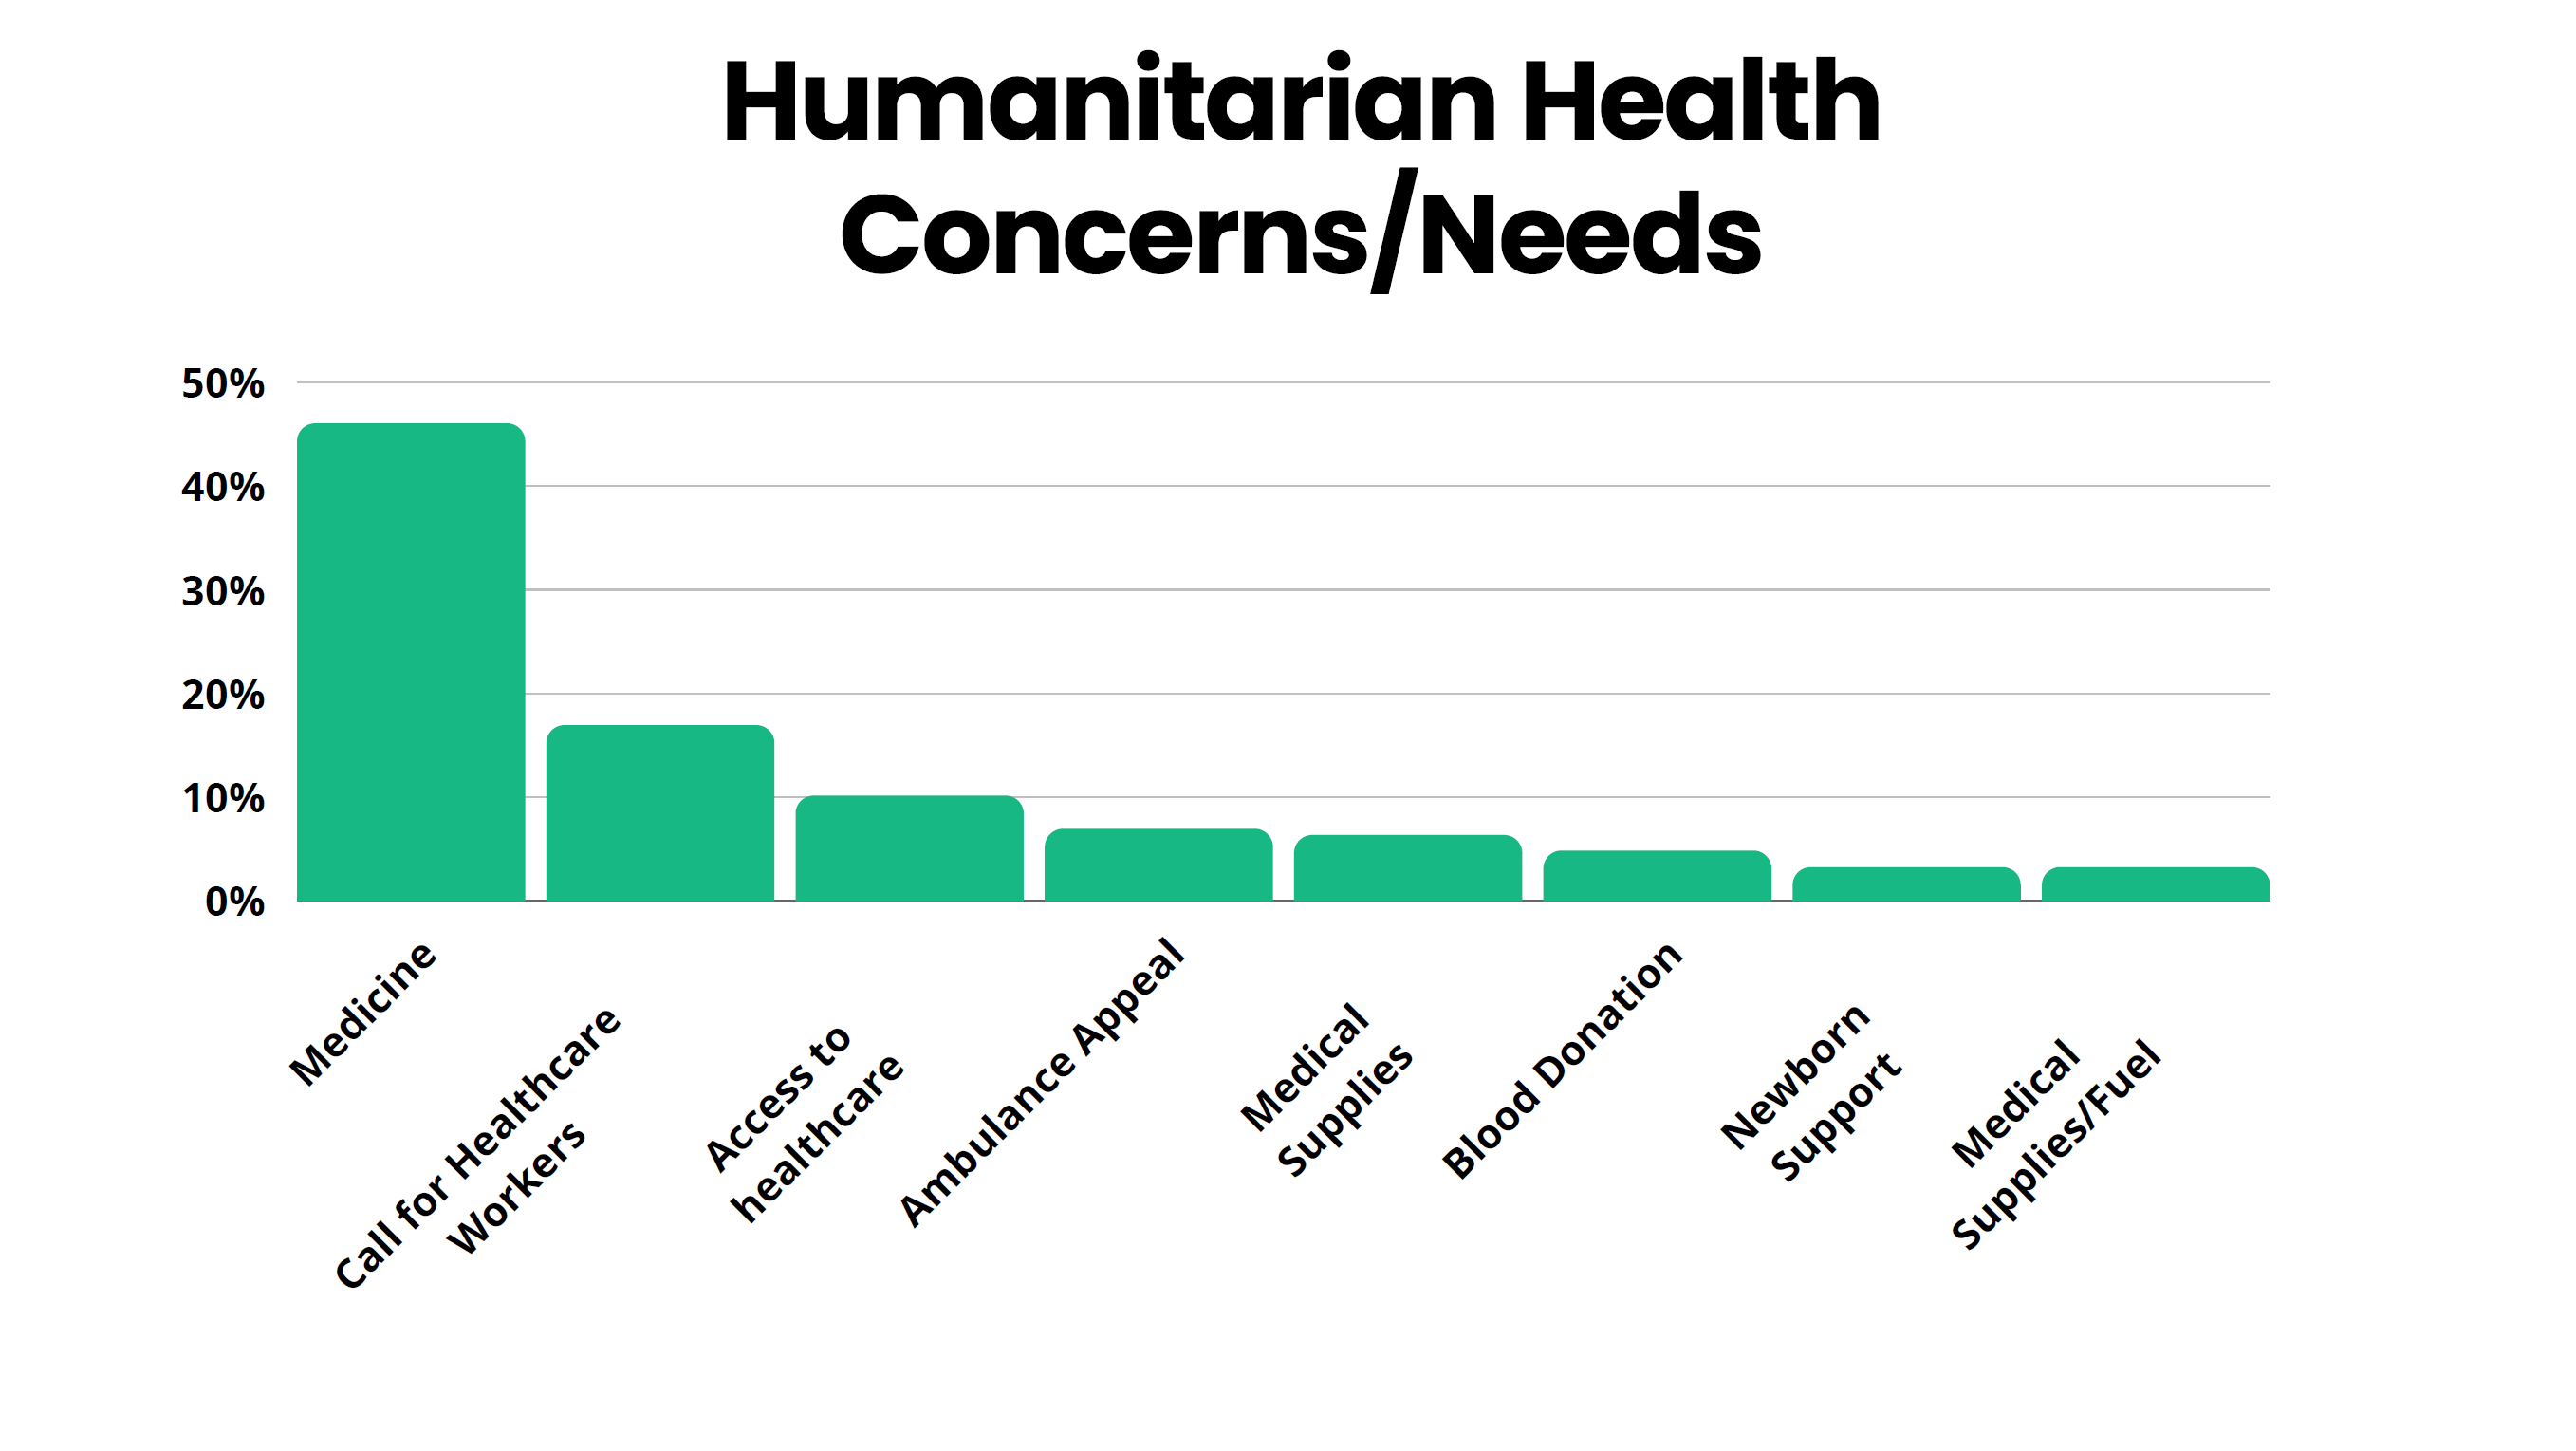 Humanitarian Health
Concerns/Needs
50%
40%
30%
20%
10%
0%
Medicine
Call for Healthcare
Workers
Access to
healthcare
Ambulance Appeal
Medical
Supplies
Blood Donation
Newborn
Support
Medical
Supplies/Fuel